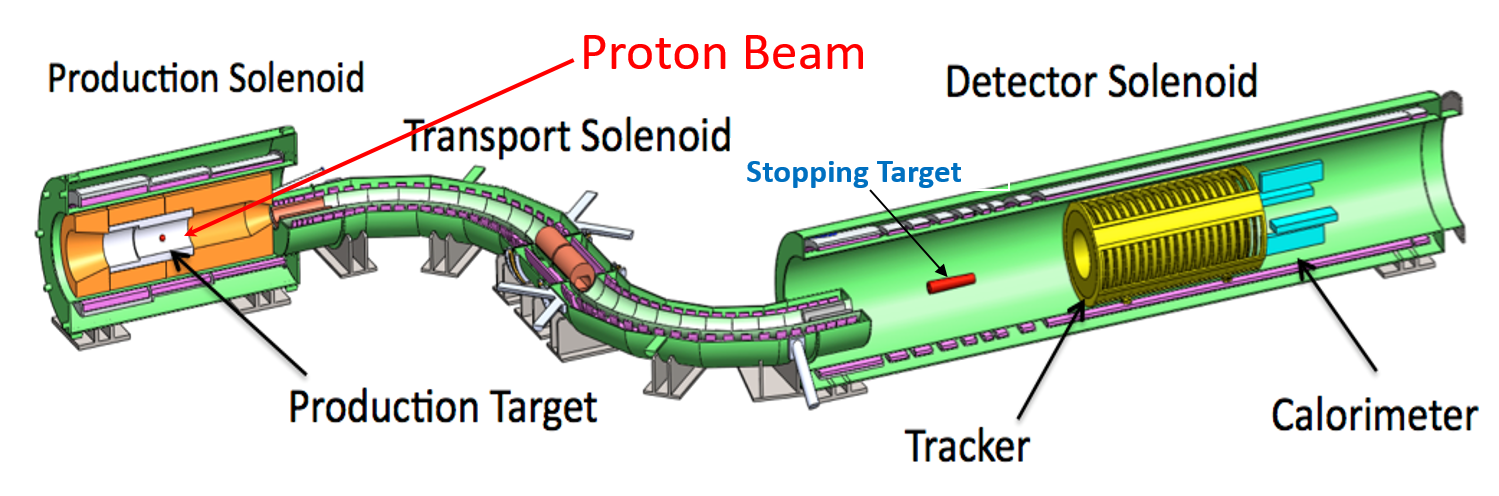 Proton Beam
Production Solenoid
Detector Solenoid
Transport Solenoid
Stopping Target
Production Target
Tracker
Calorimeter